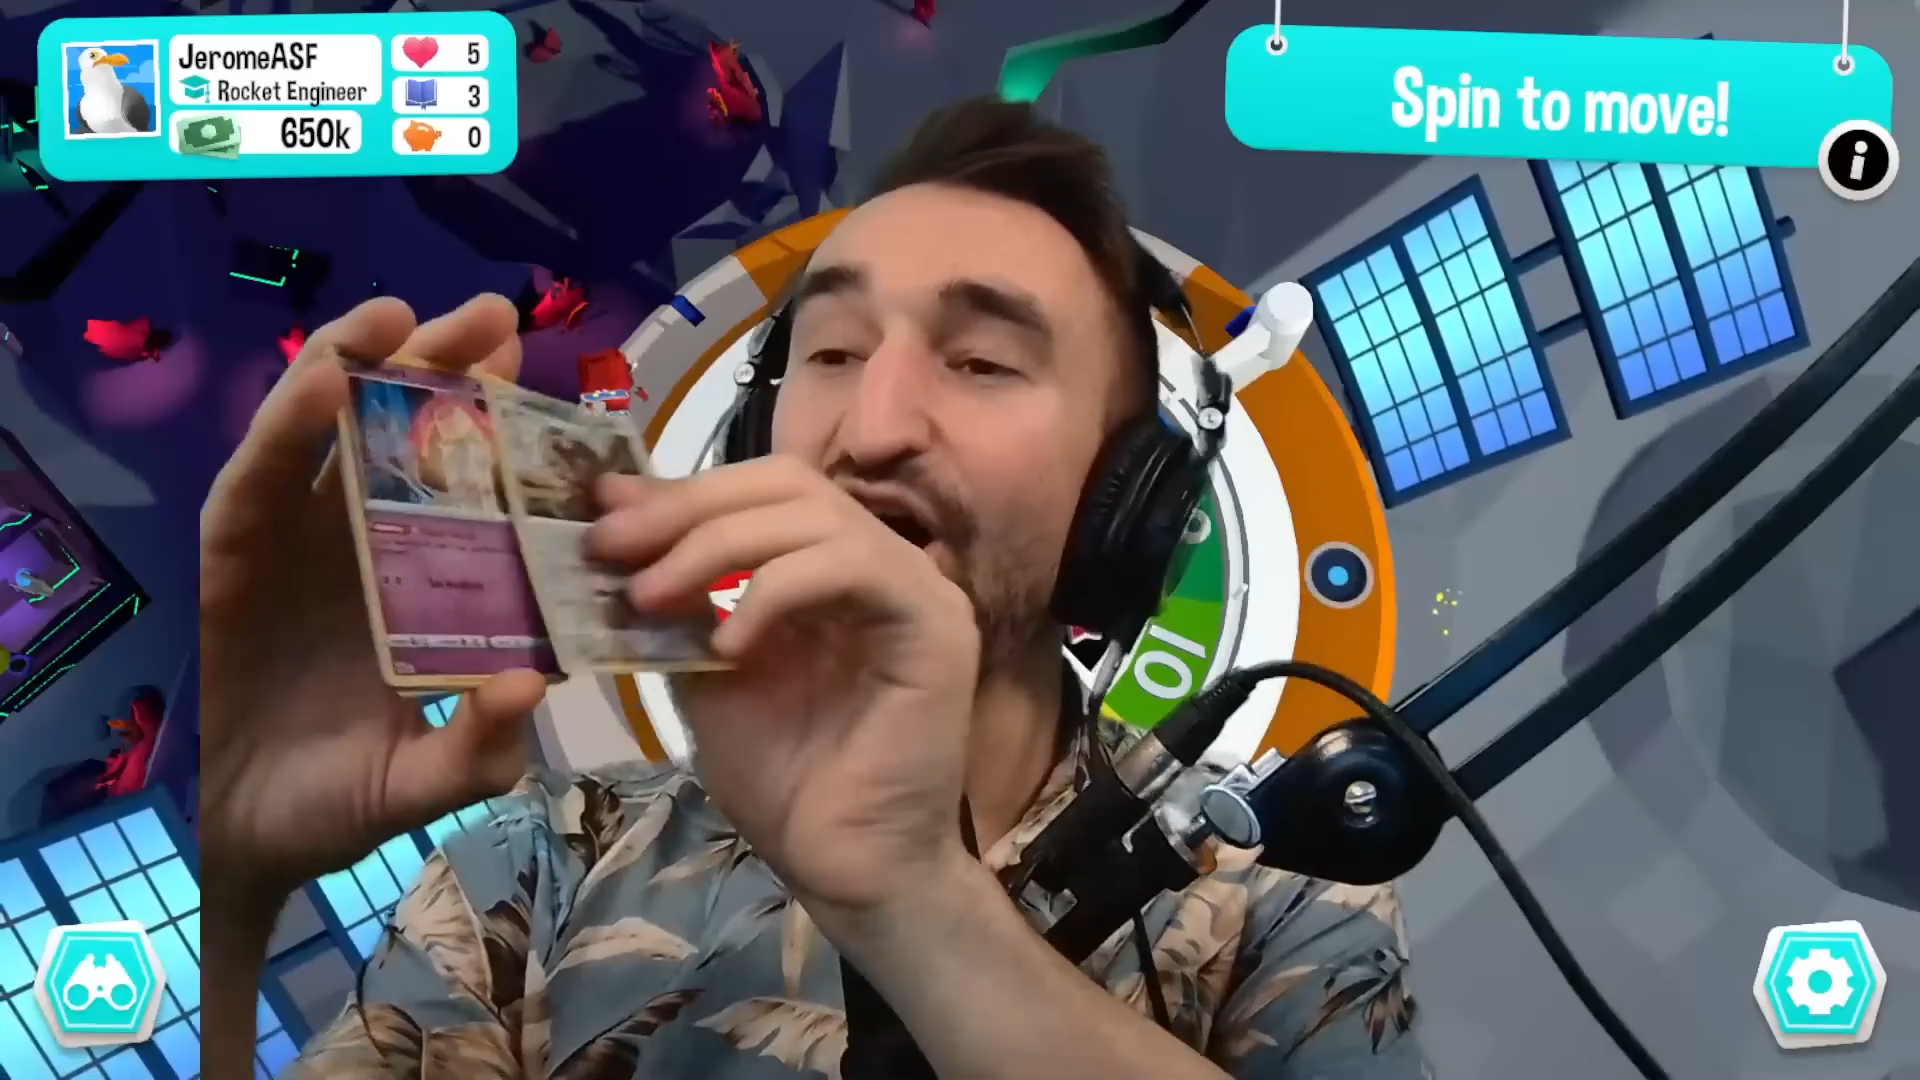 JeromeASF
Rocket Engineer
650k
5
3
0
Spin to move!
i
10